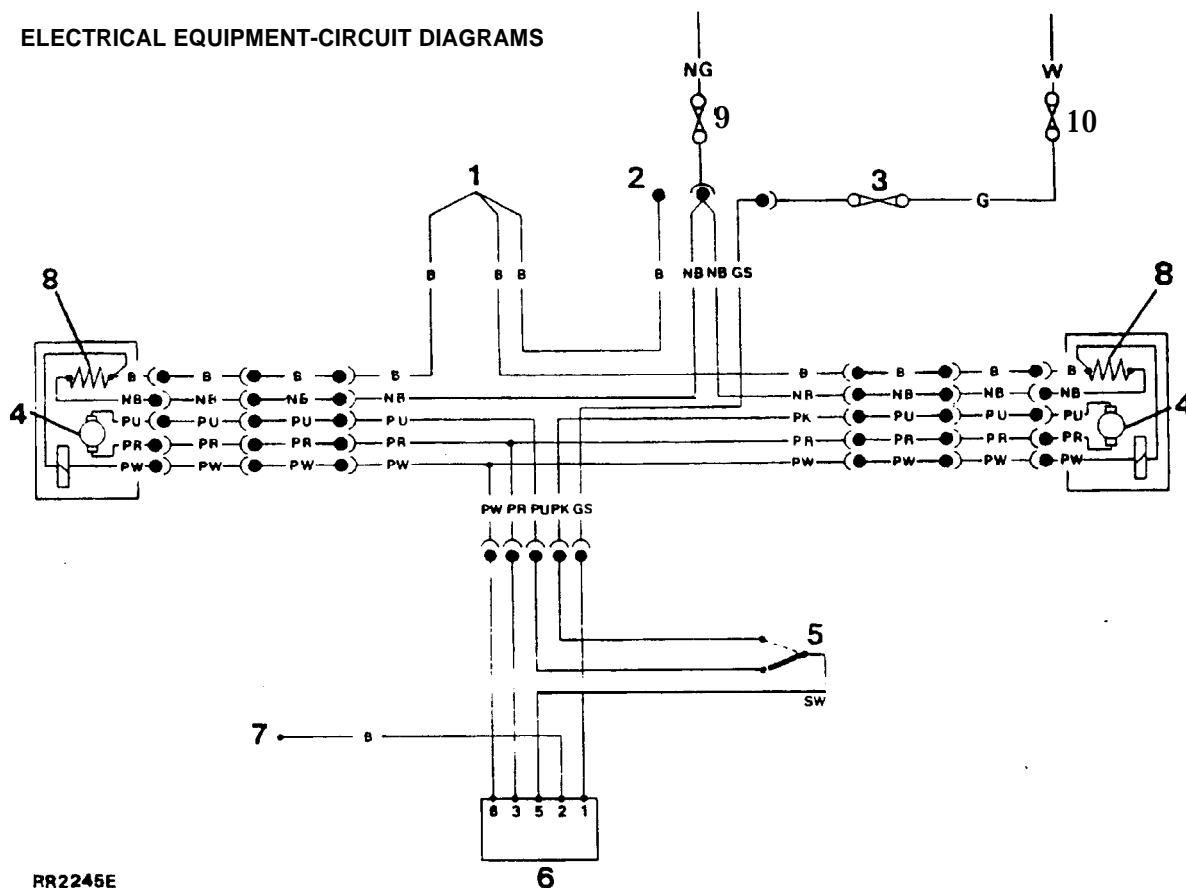 ELECTRICAL EQUIPMENT-CIRCUIT DIAGRAMS
NG W
9 10
1 2 3
G
B B B B NB NB GS
8 8
B B B B B B B B
NB NB NB NB NB NB NB NB
4 PU PU PU PU PK PU PU PU 4
PR PR PR PR PR PR PR PR
PW PW PW PW PW PW PW PW
PW PR PU PK GS
5
SW
7 B
6 3 5 2 1
6
RR2245E